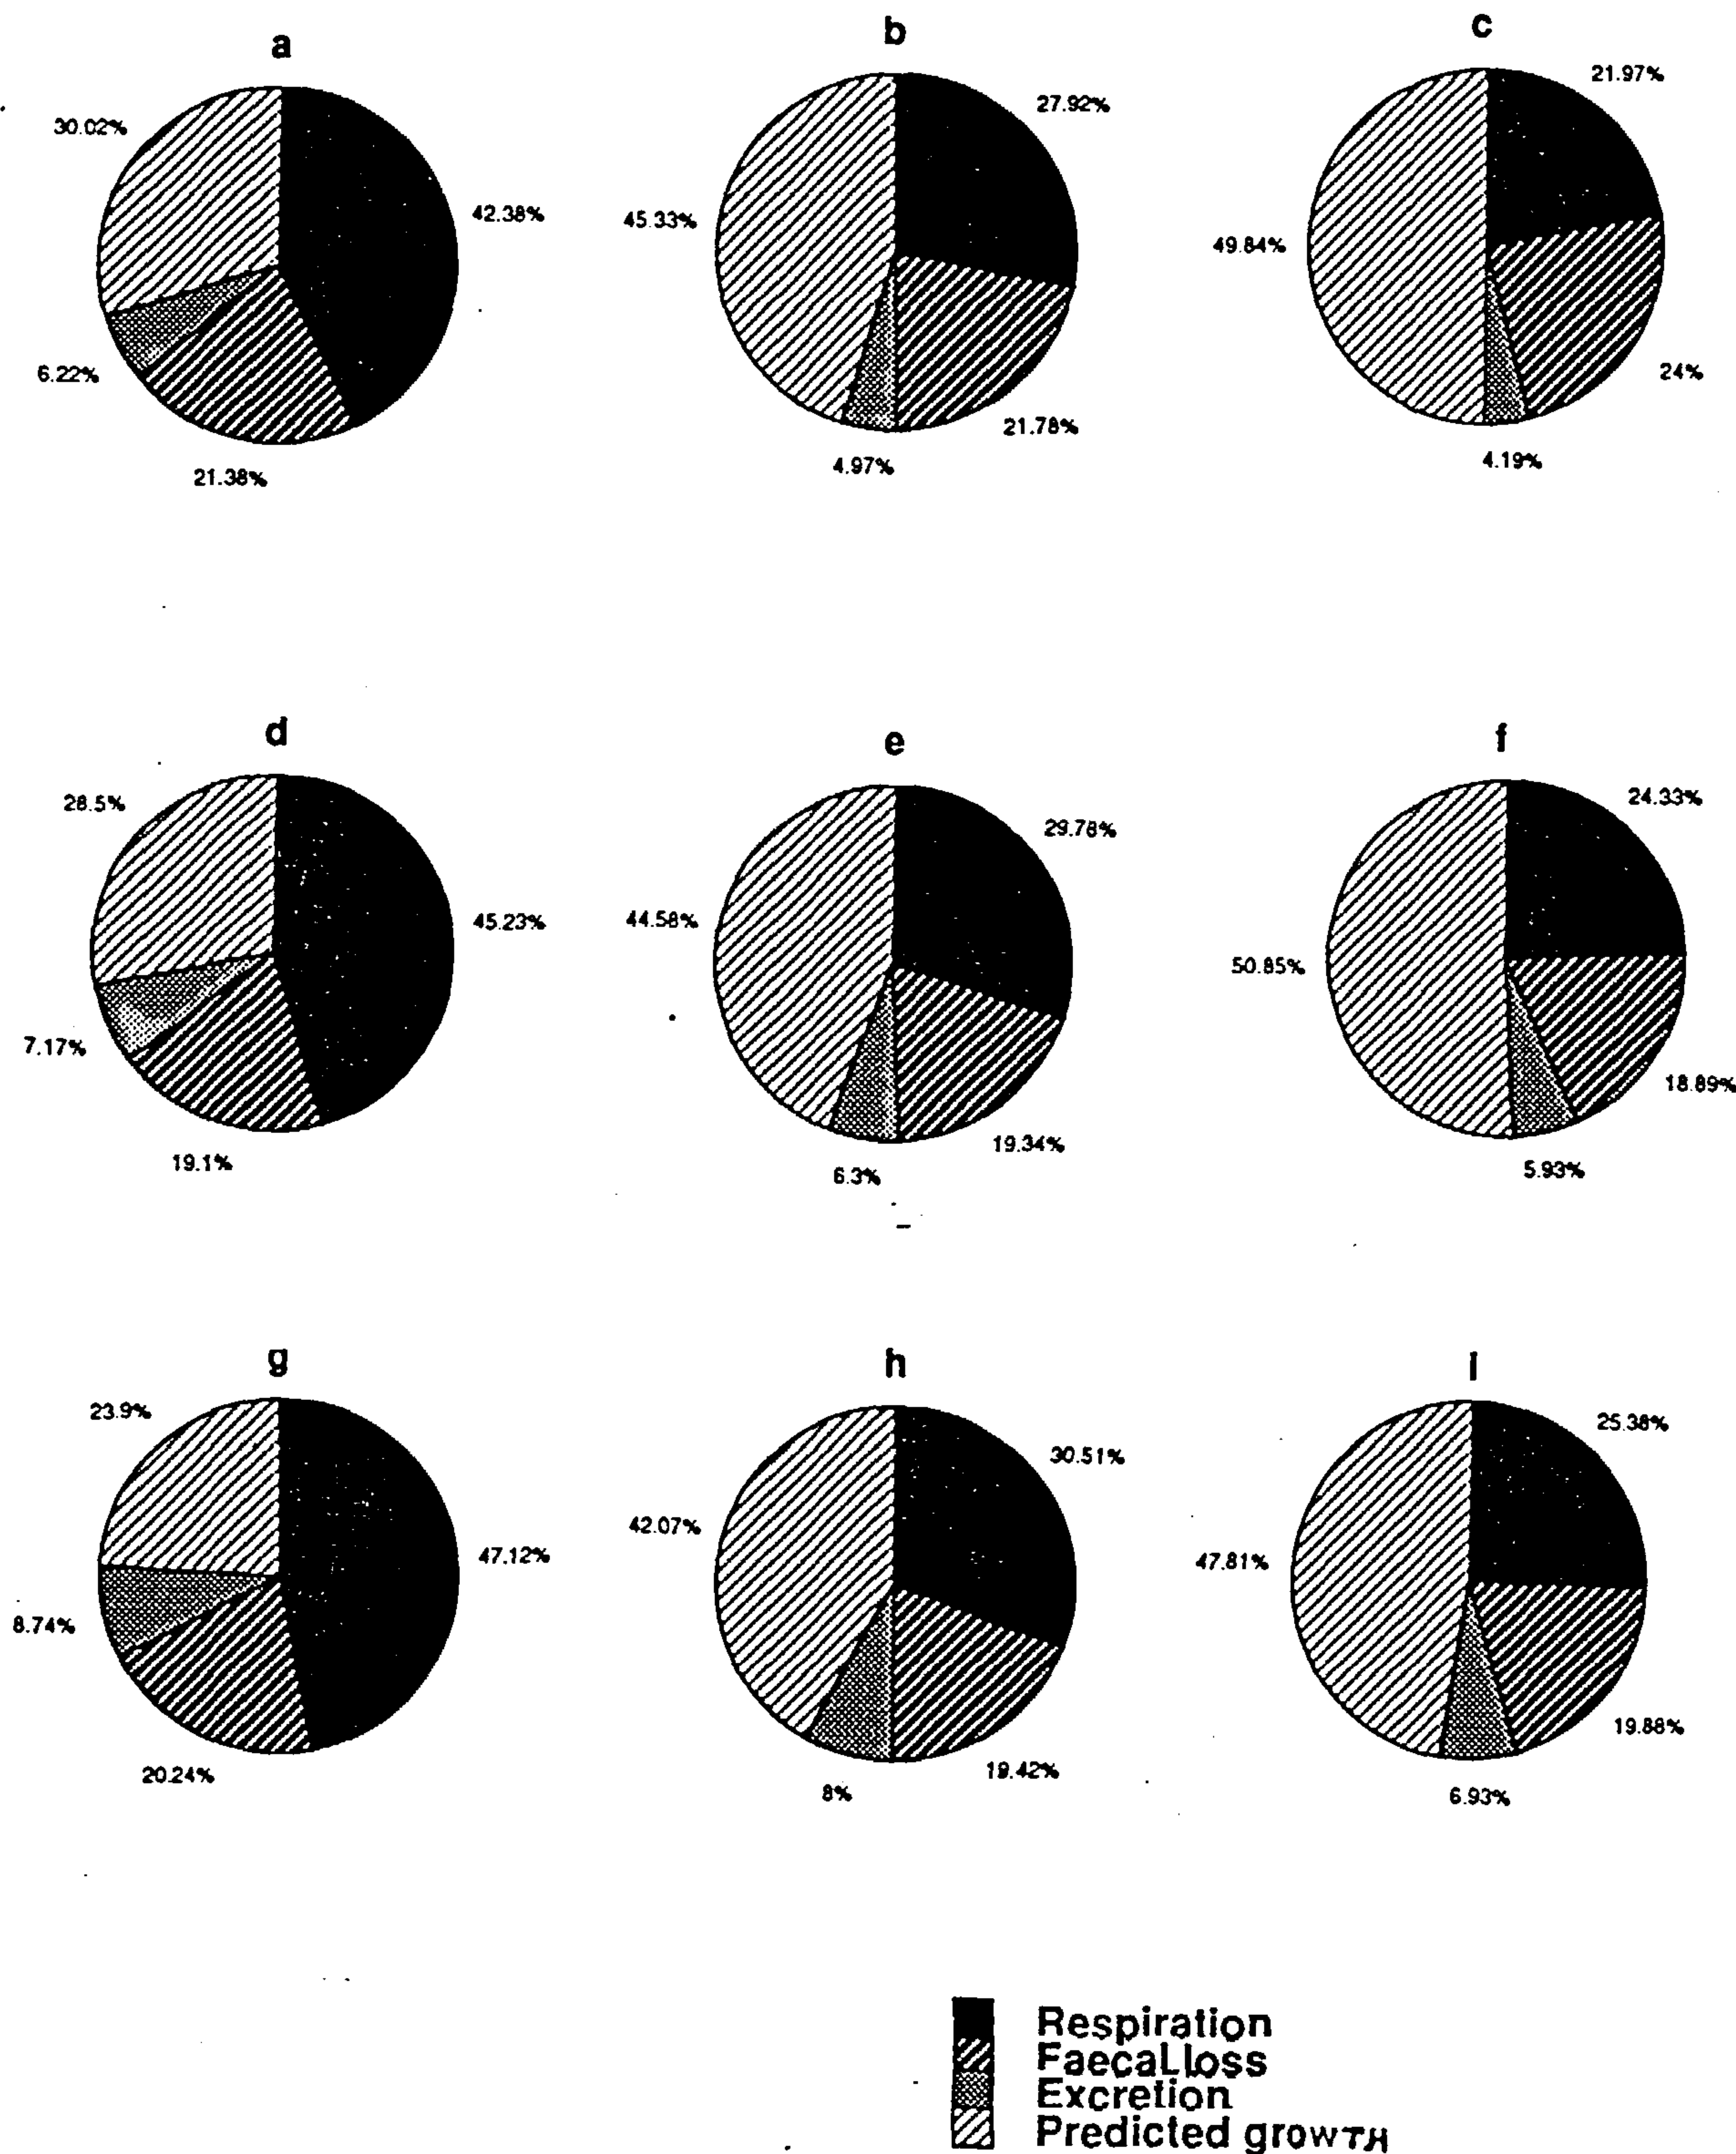 a
b
c
30.02%
42.38%
6.22%
21.38%
45.33%
27.92%
21.78%
4.97%
49.84%
21.97%
24%
4.19%
d
e
f
28.5%
45.23%
7.17%
19.1%
44.58%
29.78%
19.34%
6.3%
50.85%
24.33%
18.89%
5.93%
g
h
i
23.9%
47.12%
8.74%
20.24%
42.07%
30.51%
19.42%
8%
47.81%
25.38%
19.88%
6.93%
Respiration
Faecal loss
Excretion
Predicted growTH